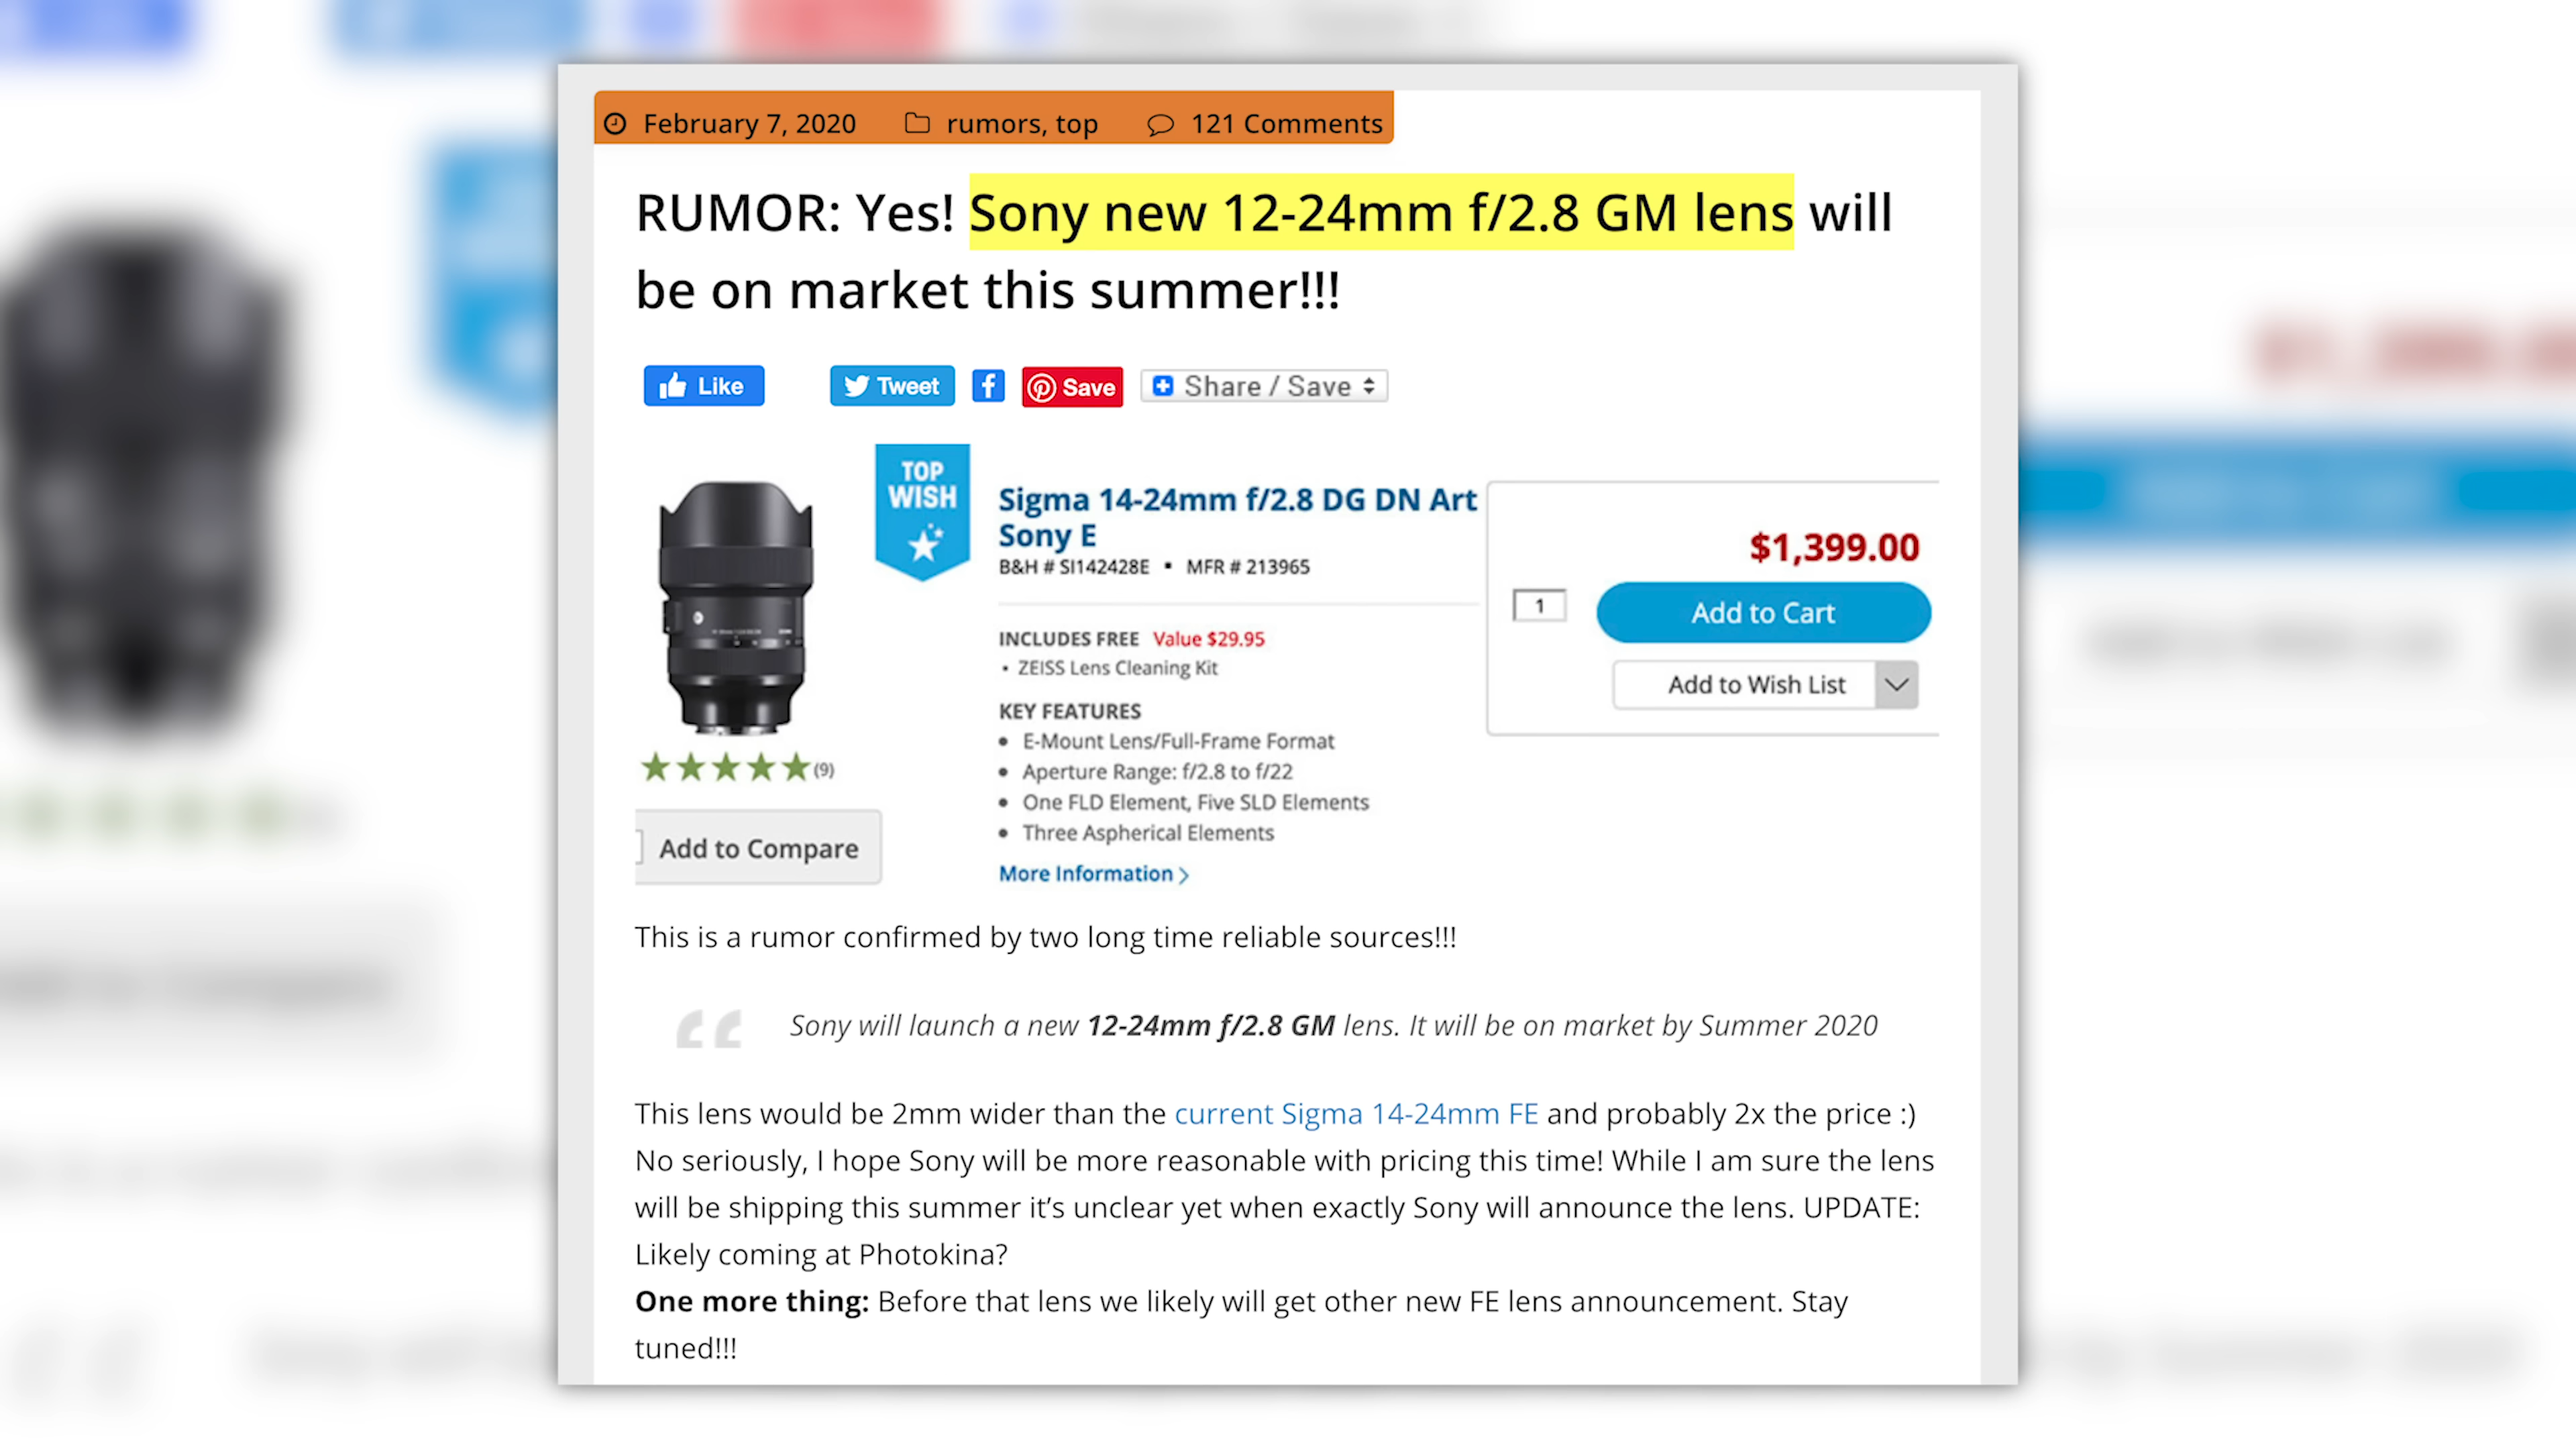 February 7, 2020 rumors, top 121 Comments
RUMOR: Yes! Sony new 12-24mm f/2.8 GM lens will
be on market this summer!!!
Like Tweet Save Share / Save
TOP
WISH
Sigma 14-24mm f/2.8 DG DN Art
Sony E
B&H # SI142428E ▪ MFR # 213965
$1,399.00
1
Add to Cart
Add to Wish List
INCLUDES FREE Value $29.95
• ZEISS Lens Cleaning Kit
KEY FEATURES
• E-Mount Lens/Full-Frame Format
• Aperture Range: f/2.8 to f/22
• One FLD Element, Five SLD Elements
• Three Aspherical Elements
More Information >
(9)
Add to Compare
This is a rumor confirmed by two long time reliable sources!!!
“ Sony will launch a new 12-24mm f/2.8 GM lens. It will be on market by Summer 2020
This lens would be 2mm wider than the current Sigma 14-24mm FE and probably 2x the price :)
No seriously, I hope Sony will be more reasonable with pricing this time! While I am sure the lens
will be shipping this summer it’s unclear yet when exactly Sony will announce the lens. UPDATE:
Likely coming at Photokina?
One more thing: Before that lens we likely will get other new FE lens announcement. Stay
tuned!!!